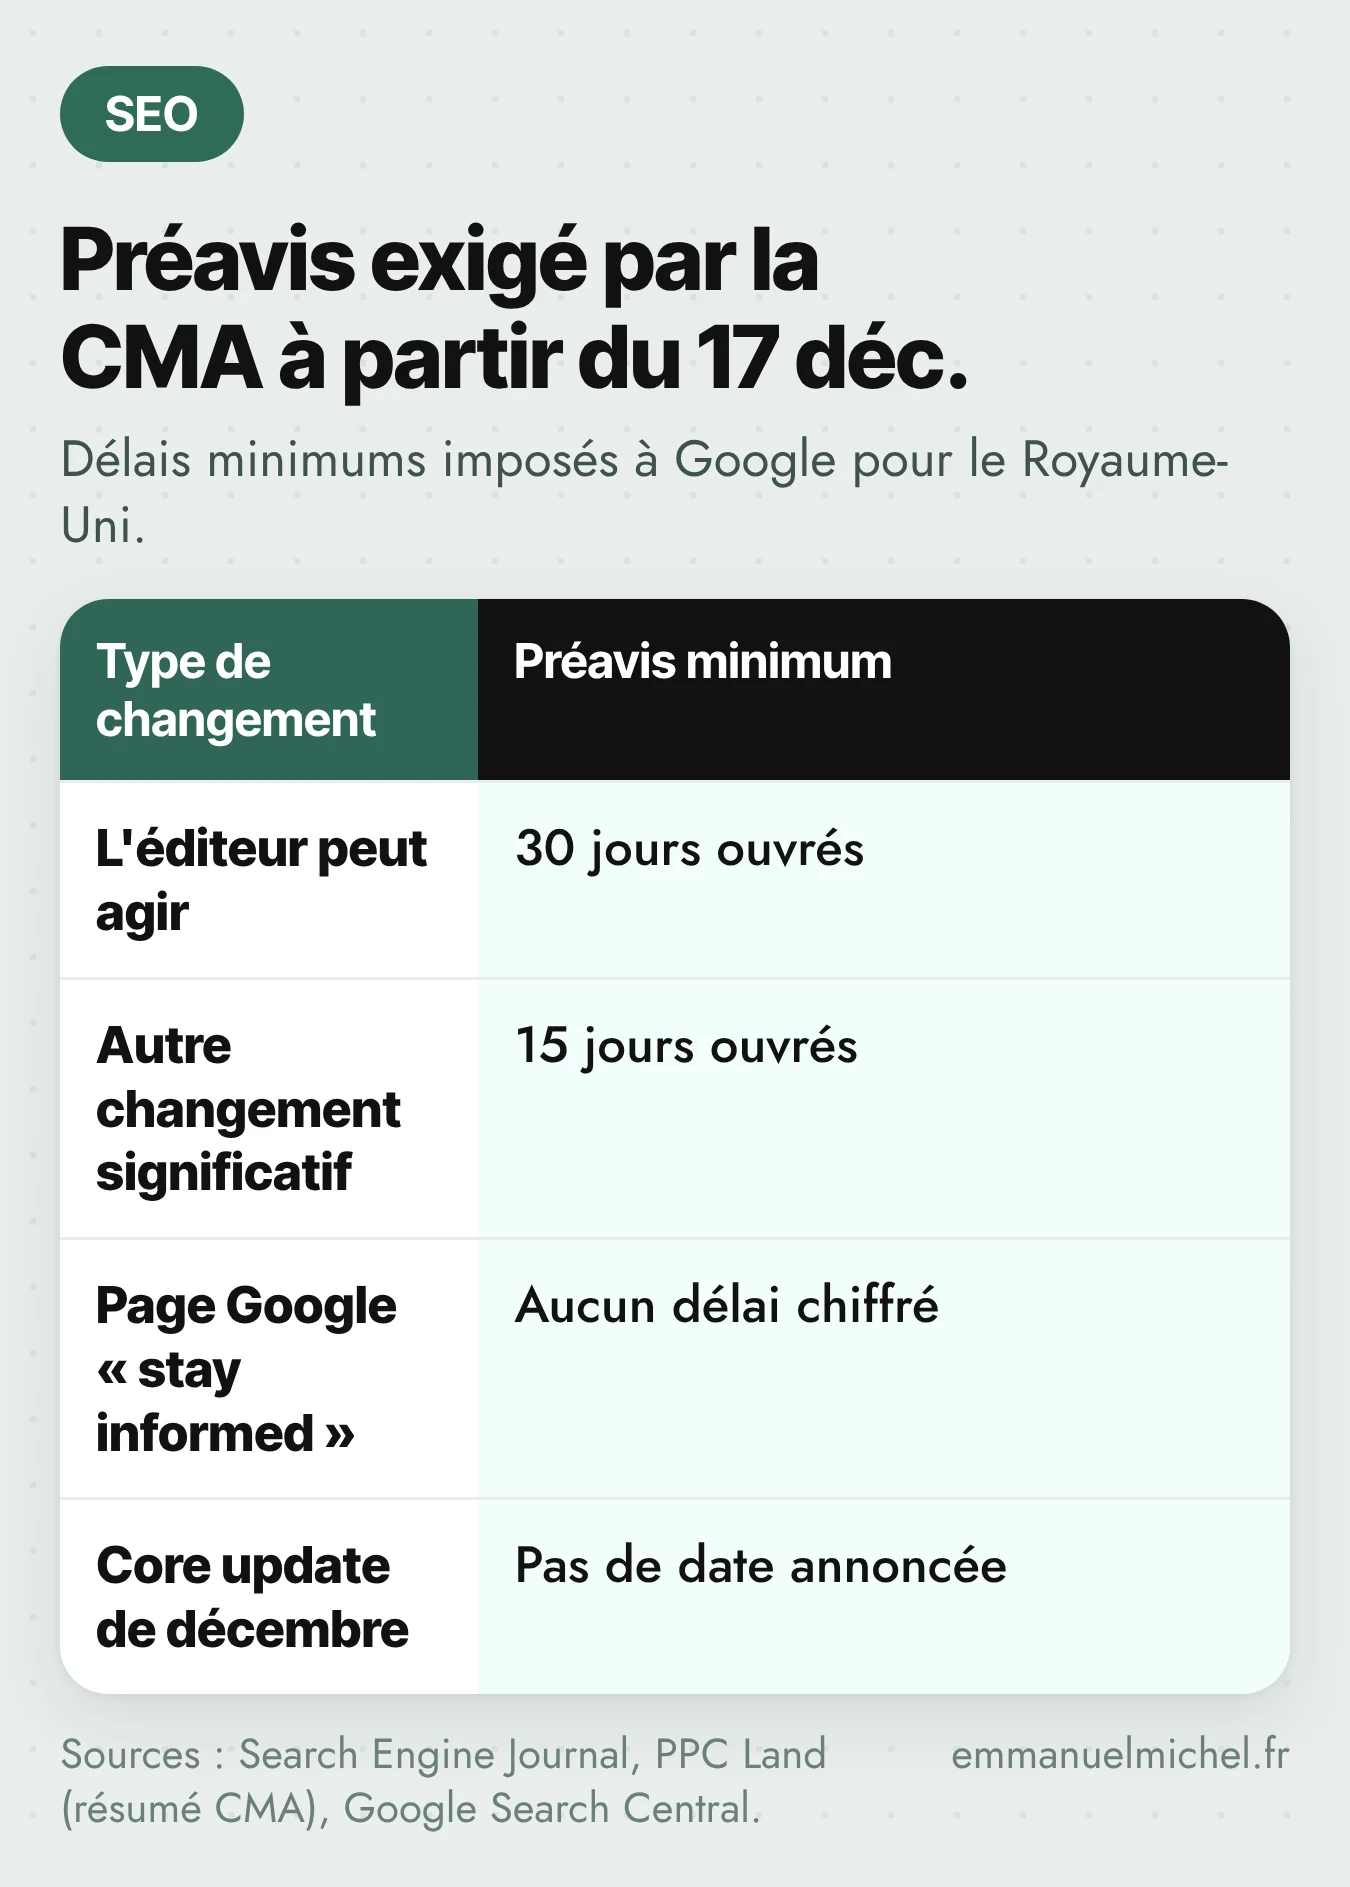 SEO
Préavis exigé par la
CMA à partir du 17 déc.
Délais minimums imposés à Google pour le Royaume-
Uni.
Type de
changement
Préavis minimum
L'éditeur peut
agir
30 jours ouvrés
Autre
changement
significatif
15 jours ouvrés
Page Google
« stay
informed »
Aucun délai chiffré
Core update
de décembre
Pas de date annoncée
Sources : Search Engine Journal, PPC Land
(résumé CMA), Google Search Central.
emmanuelmichel.fr